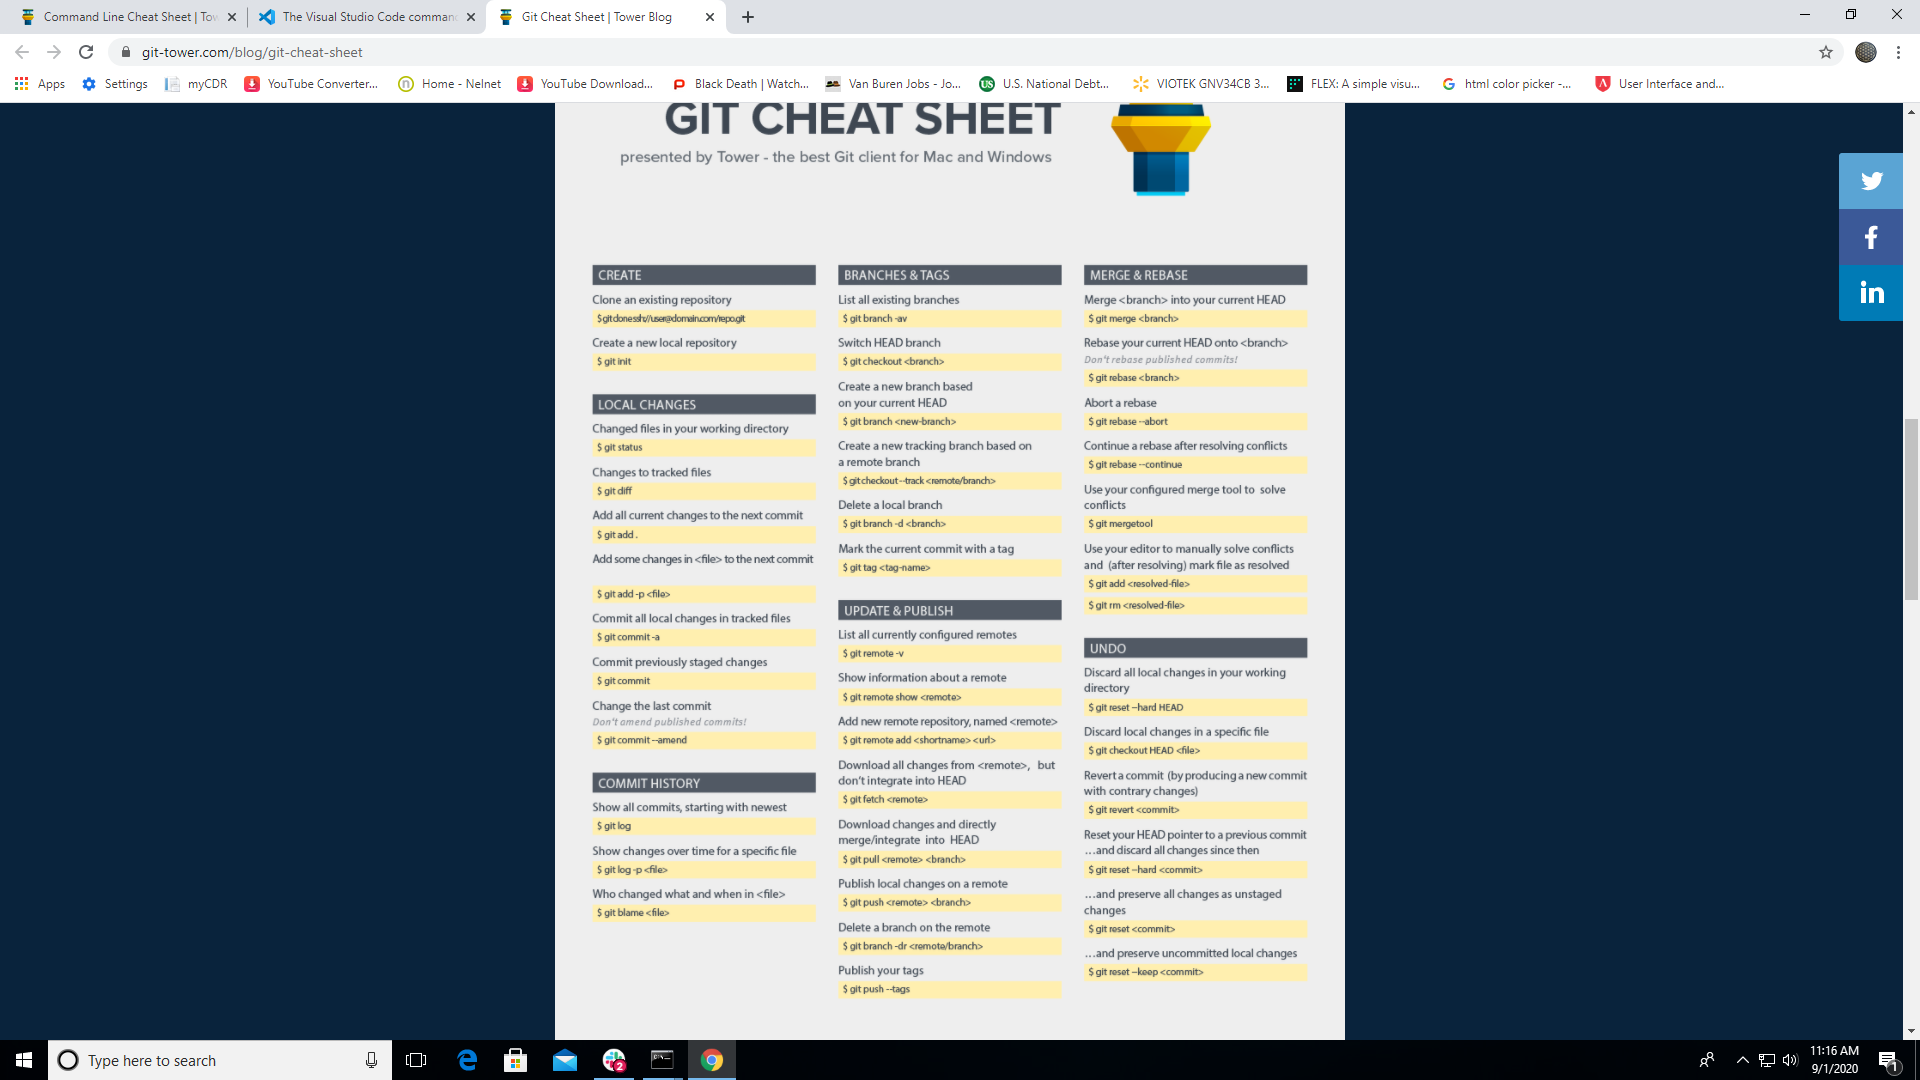 Command Line Cheat Sheet | Tow
The Visual Studio Code comman
Git Cheat Sheet | Tower Blog
git-tower.com/blog/git-cheat-sheet
Apps
Settings
myCDR
YouTube Converter...
Home - Nelnet
YouTube Download...
Black Death | Watch...
Van Buren Jobs - Jo...
U.S. National Debt...
VIOTEK GNV34CB 3...
FLEX: A simple visu...
html color picker -...
User Interface and...
GIT CHEAT SHEET
presented by Tower - the best Git client for Mac and Windows
CREATE
Clone an existing repository
$ git clone ssh://user@domain.com/repo.git
Create a new local repository
$ git init
LOCAL CHANGES
Changed files in your working directory
$ git status
Changes to tracked files
$ git diff
Add all current changes to the next commit
$ git add .
Add some changes in <file> to the next commit
$ git add -p <file>
Commit all local changes in tracked files
$ git commit -a
Commit previously staged changes
$ git commit
Change the last commit
Don't amend published commits!
$ git commit --amend
COMMIT HISTORY
Show all commits, starting with newest
$ git log
Show changes over time for a specific file
$ git log -p <file>
Who changed what and when in <file>
$ git blame <file>
BRANCHES & TAGS
List all existing branches
$ git branch -av
Switch HEAD branch
$ git checkout <branch>
Create a new branch based
on your current HEAD
$ git branch <new-branch>
Create a new tracking branch based on
a remote branch
$ git checkout --track <remote/branch>
Delete a local branch
$ git branch -d <branch>
Mark the current commit with a tag
$ git tag <tag-name>
UPDATE & PUBLISH
List all currently configured remotes
$ git remote -v
Show information about a remote
$ git remote show <remote>
Add new remote repository, named <remote>
$ git remote add <shortname> <url>
Download all changes from <remote>, but
don't integrate into HEAD
$ git fetch <remote>
Download changes and directly
merge/integrate into HEAD
$ git pull <remote> <branch>
Publish local changes on a remote
$ git push <remote> <branch>
Delete a branch on the remote
$ git branch -dr <remote/branch>
Publish your tags
$ git push --tags
MERGE & REBASE
Merge <branch> into your current HEAD
$ git merge <branch>
Rebase your current HEAD onto <branch>
Don't rebase published commits!
$ git rebase <branch>
Abort a rebase
$ git rebase --abort
Continue a rebase after resolving conflicts
$ git rebase --continue
Use your configured merge tool to solve
conflicts
$ git mergetool
Use your editor to manually solve conflicts
and (after resolving) mark file as resolved
$ git add <resolved-file>
$ git rm <resolved-file>
UNDO
Discard all local changes in your working
directory
$ git reset --hard HEAD
Discard local changes in a specific file
$ git checkout HEAD <file>
Revert a commit (by producing a new commit
with contrary changes)
$ git revert <commit>
Reset your HEAD pointer to a previous commit
...and discard all changes since then
$ git reset --hard <commit>
...and preserve all changes as unstaged
changes
$ git reset <commit>
...and preserve uncommitted local changes
$ git reset --keep <commit>
Type here to search
2
11:16 AM
9/1/2020
1